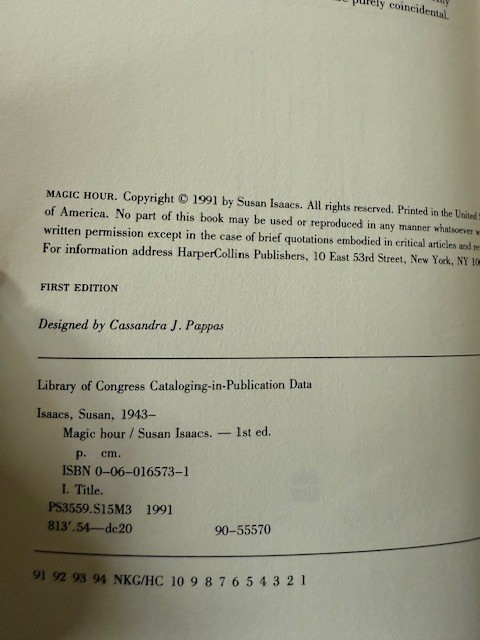 purely coincidental.
MAGIC HOUR. Copyright © 1991 by Susan Isaacs. All rights reserved. Printed in the United
of America. No part of this book may be used or reproduced in any manner whatsoever
written permission except in the case of brief quotations embodied in critical articles and
For information address HarperCollins Publishers, 10 East 53rd Street, New York, NY
FIRST EDITION
Designed by Cassandra J. Pappas
Library of Congress Cataloging-in-Publication Data
Isaacs, Susan, 1943–
Magic hour / Susan Isaacs. — 1st ed.
p. cm.
ISBN 0–06–016573–1
I. Title.
PS3559.S15M3 1991
813'.54—dc20 90–55570
91 92 93 94 NKG/HC 10 9 8 7 6 5 4 3 2 1